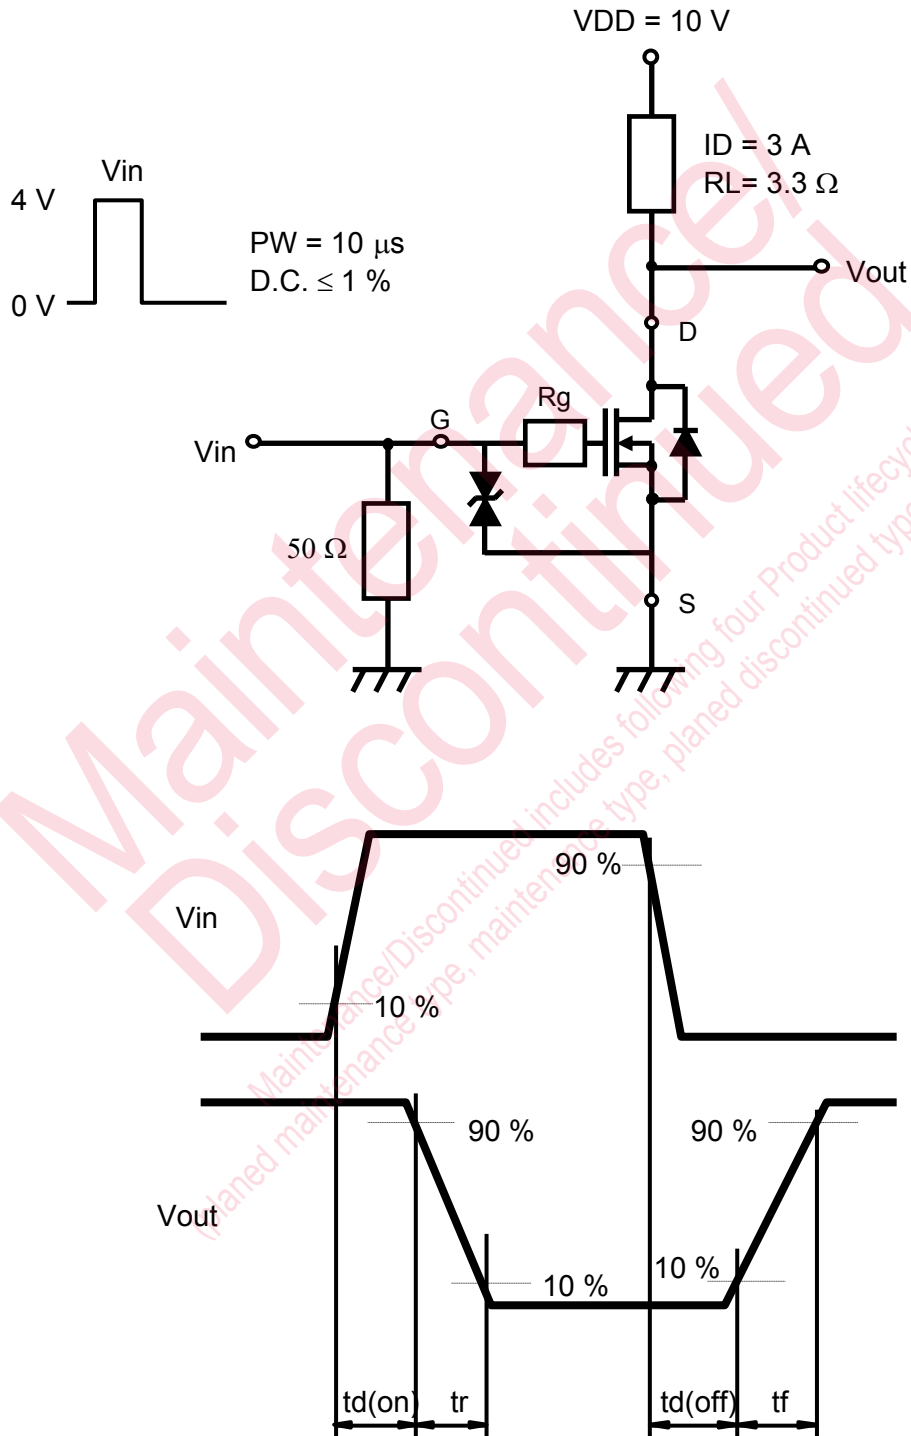 VDD = 10 V
ID = 3 A
RL= 3.3 Ω
Vin
4 V
0 V
PW = 10 μs
D.C. ≤ 1 %
Vout
D
Rg
G
Vin
50 Ω
S
Maintenance/
Discontinued
Maintenance/Discontinued includes following four Product lifecyc
(planed maintenance type, maintenance type, planed discontinued typ
Vin
90 %
10 %
Vout
90 %
90 %
10 %
10 %
td(on)
tr
td(off)
tf